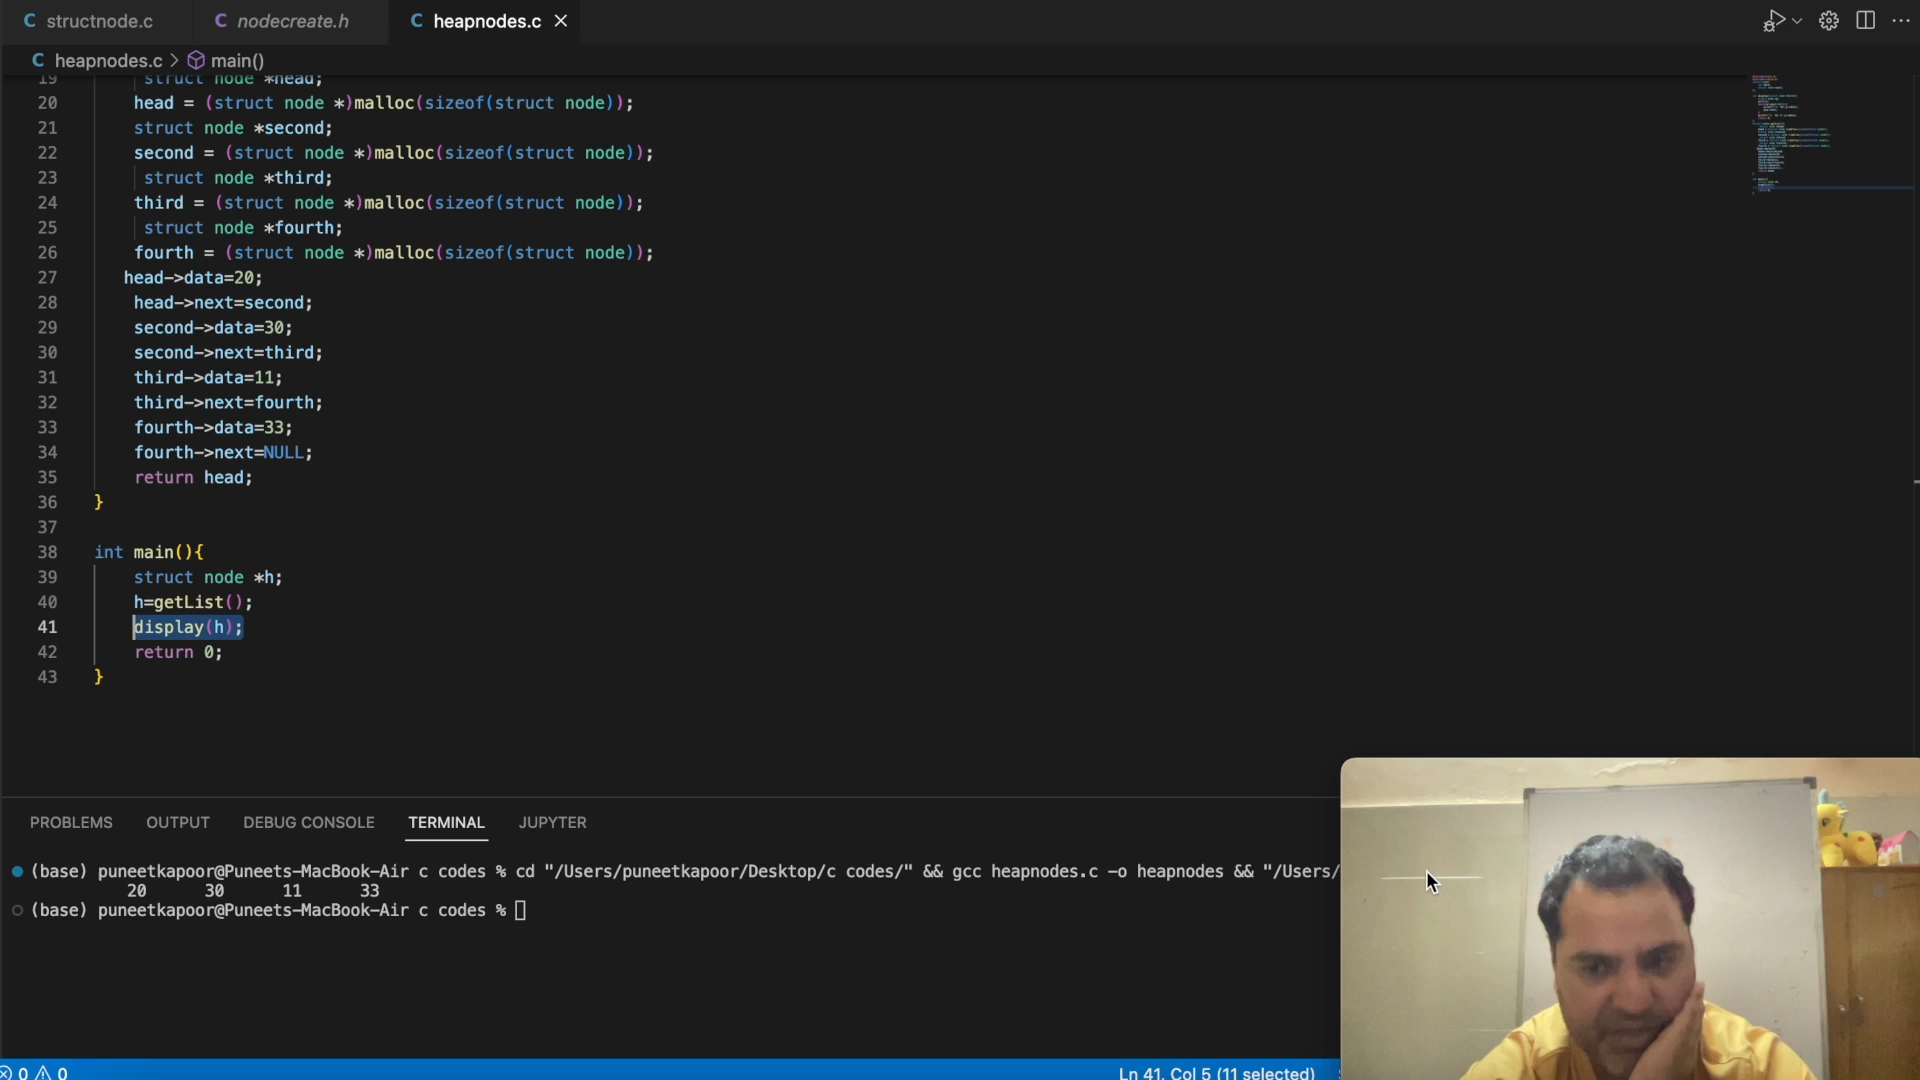 C structnode.c C nodecreate.h C heapnodes.c
C heapnodes.c > main()
19 struct node *head;
20 head = (struct node *)malloc(sizeof(struct node));
21 struct node *second;
22 second = (struct node *)malloc(sizeof(struct node));
23 struct node *third;
24 third = (struct node *)malloc(sizeof(struct node));
25 struct node *fourth;
26 fourth = (struct node *)malloc(sizeof(struct node));
27 head->data=20;
28 head->next=second;
29 second->data=30;
30 second->next=third;
31 third->data=11;
32 third->next=fourth;
33 fourth->data=33;
34 fourth->next=NULL;
35 return head;
36 }
37
38 int main(){
39 struct node *h;
40 h=getList();
41 display(h);
42 return 0;
43 }
PROBLEMS OUTPUT DEBUG CONSOLE TERMINAL JUPYTER
(base) puneetkapoor@Puneets-MacBook-Air c codes % cd "/Users/puneetkapoor/Desktop/c codes/" && gcc heapnodes.c -o heapnodes && "/Users/
20 30 11 33
(base) puneetkapoor@Puneets-MacBook-Air c codes %
0 0 Ln 41, Col 5 (11 selected)